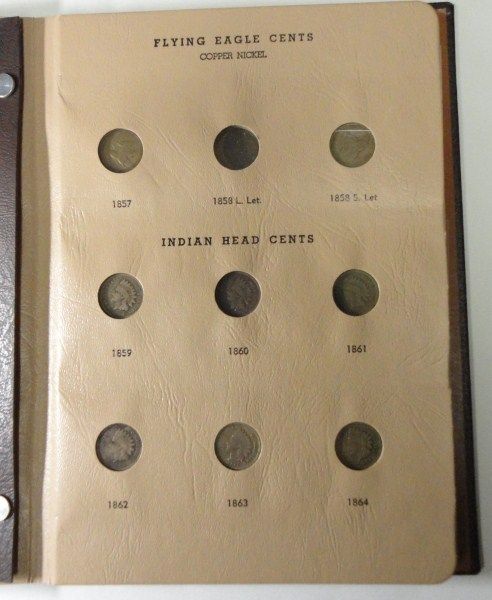 FLYING EAGLE CENTS
COPPER NICKEL
1857 1858 L. Let. 1858 S. Let
INDIAN HEAD CENTS
1859 1860 1861
1862 1863 1864